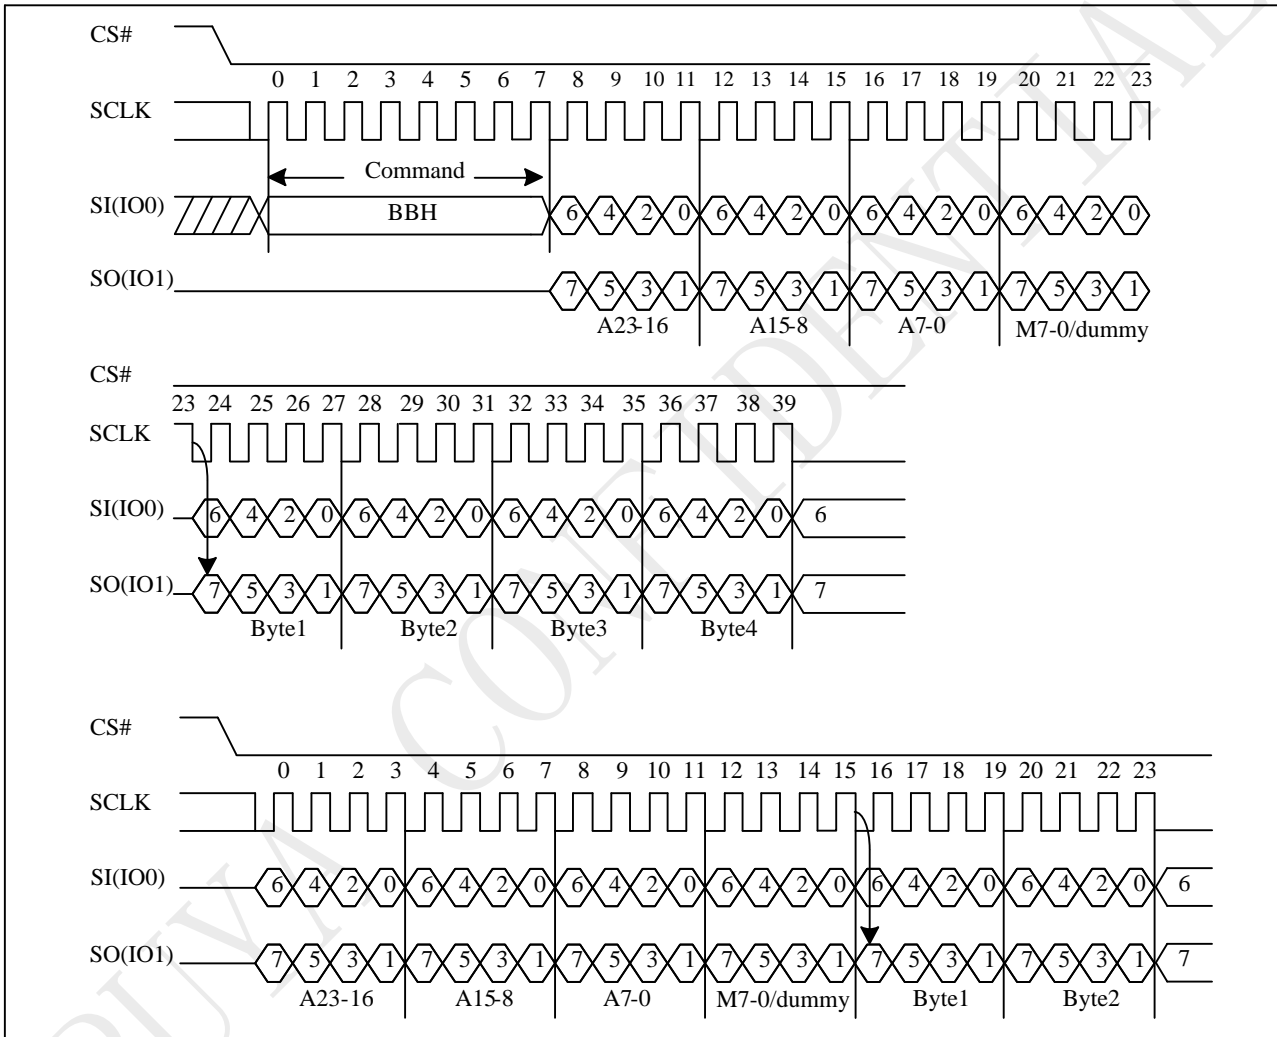 CS#
0 1 2 3 4 5 6 7 8 9 10 11 12 13 14 15 16 17 18 19 20 21 22 23
SCLK
Command
SI(IO0) BBH 6 4 2 0 6 4 2 0 6 4 2 0 6 4 2 0
SO(IO1) 7 5 3 1 7 5 3 1 7 5 3 1 7 5 3 1
A23-16 A15-8 A7-0 M7-0/dummy
CS#
23 24 25 26 27 28 29 30 31 32 33 34 35 36 37 38 39
SCLK
SI(IO0) 6 4 2 0 6 4 2 0 6 4 2 0 6 4 2 0 6
SO(IO1) 7 5 3 1 7 5 3 1 7 5 3 1 7 5 3 1 7
Byte1 Byte2 Byte3 Byte4
CS#
0 1 2 3 4 5 6 7 8 9 10 11 12 13 14 15 16 17 18 19 20 21 22 23
SCLK
SI(IO0) 6 4 2 0 6 4 2 0 6 4 2 0 6 4 2 0 6 4 2 0 6 4 2 0 6
SO(IO1) 7 5 3 1 7 5 3 1 7 5 3 1 7 5 3 1 7 5 3 1 7 5 3 1 7
A23-16 A15-8 A7-0 M7-0/dummy Byte1 Byte2
PUYA CONFIDENTIAL